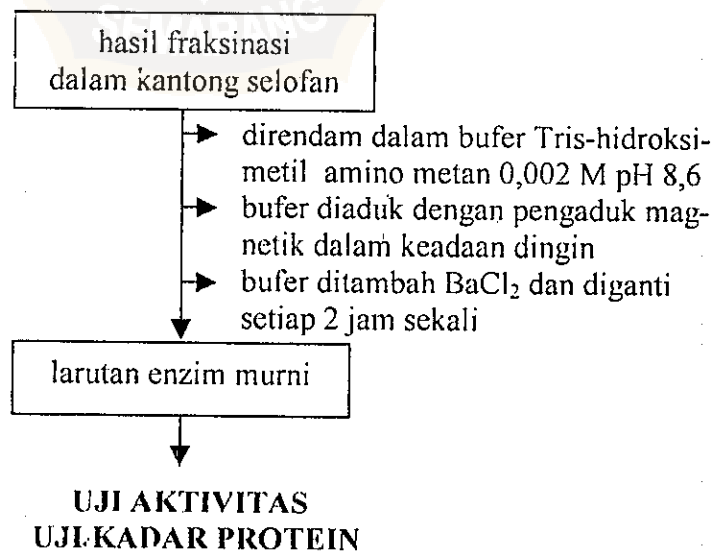 SEMARANG
hasil fraksinasi
dalam kantong selofan
direndam dalam bufer Tris-hidroksi-
metil amino metan 0,002 M pH 8,6
bufer diaduk dengan pengaduk mag-
netik dalam keadaan dingin
bufer ditambah BaCl₂ dan diganti
setiap 2 jam sekali
larutan enzim murni
UJI AKTIVITAS
UJI KADAR PROTEIN